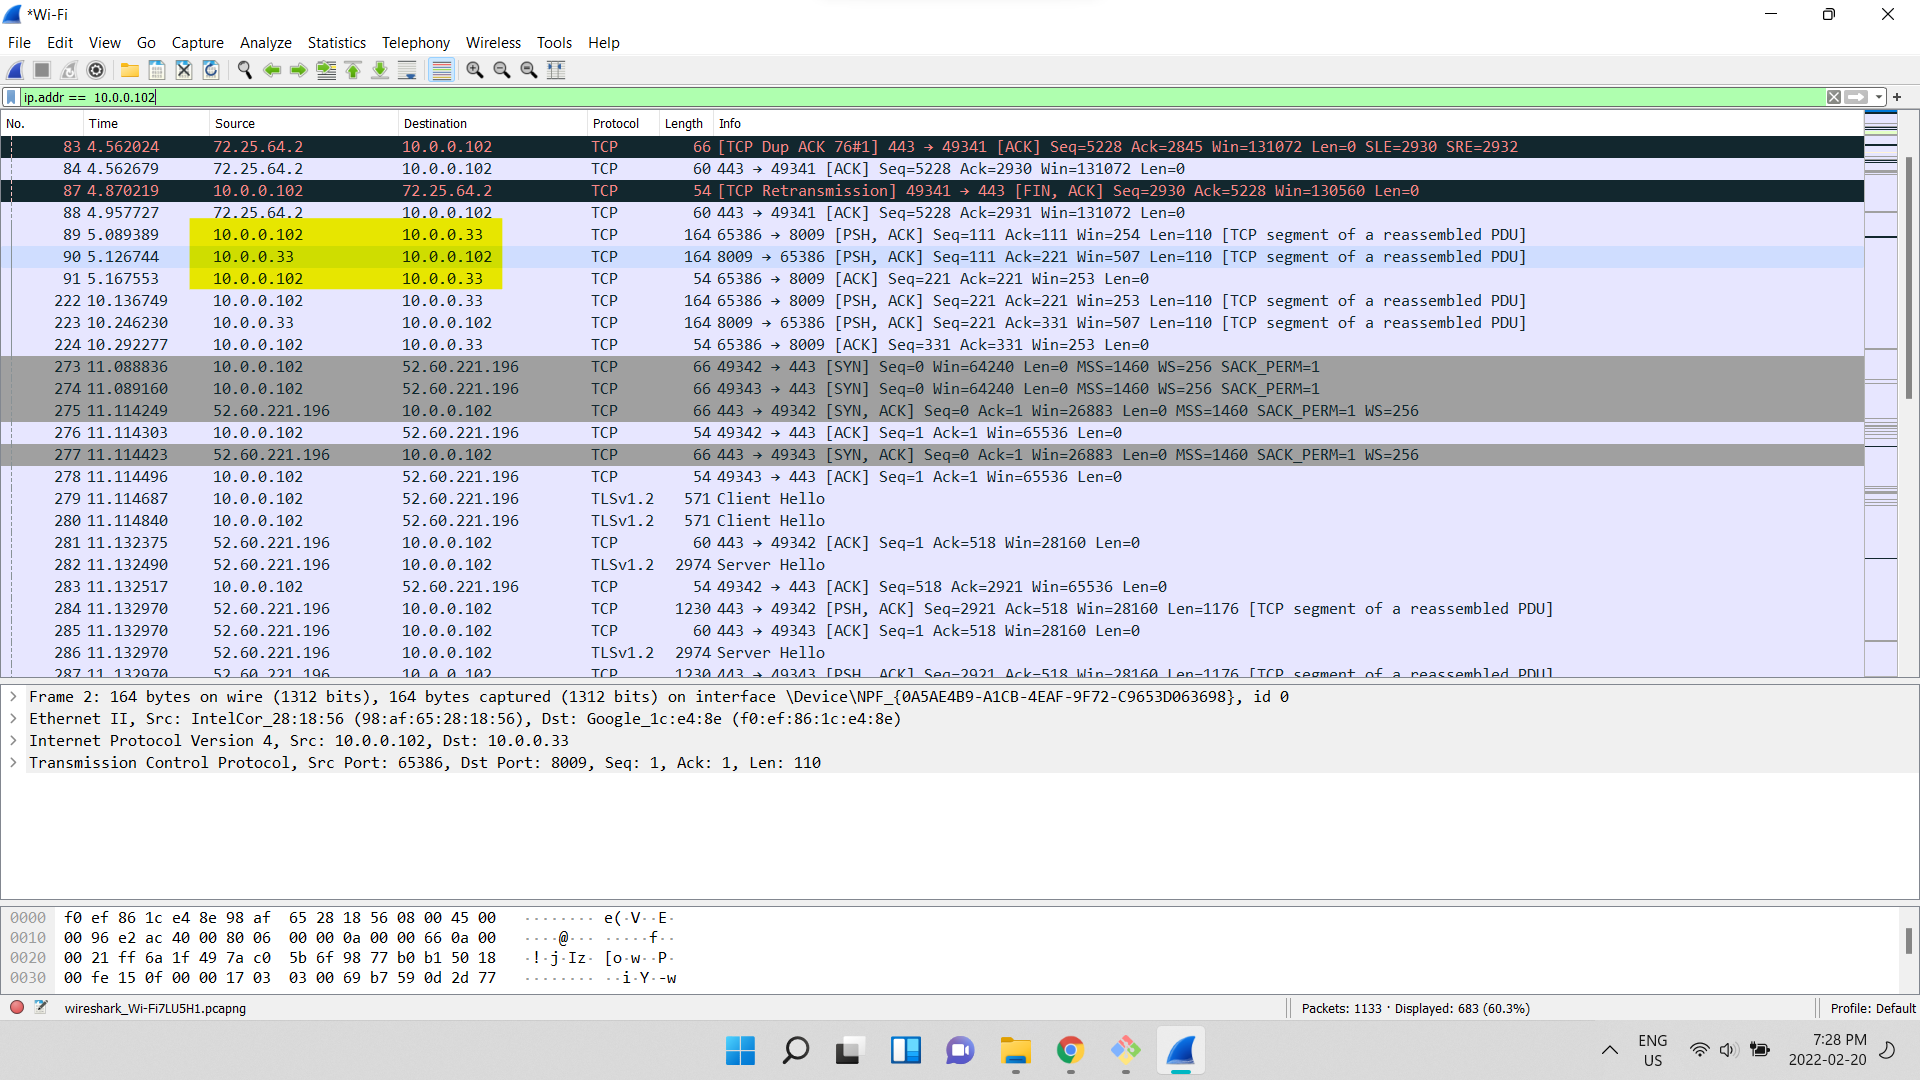 *Wi-Fi
File Edit View Go Capture Analyze Statistics Telephony Wireless Tools Help
ip.addr == 10.0.0.102
No. Time Source Destination Protocol Length Info
83 4.562024 72.25.64.2 10.0.0.102 TCP 66 [TCP Dup ACK 76#1] 443 → 49341 [ACK] Seq=5228 Ack=2845 Win=131072 Len=0 SLE=2930 SRE=2932
84 4.562679 72.25.64.2 10.0.0.102 TCP 60 443 → 49341 [ACK] Seq=5228 Ack=2930 Win=131072 Len=0
87 4.870219 10.0.0.102 72.25.64.2 TCP 54 [TCP Retransmission] 49341 → 443 [FIN, ACK] Seq=2930 Ack=5228 Win=130560 Len=0
88 4.957727 72.25.64.2 10.0.0.102 TCP 60 443 → 49341 [ACK] Seq=5228 Ack=2931 Win=131072 Len=0
89 5.089389 10.0.0.102 10.0.0.33 TCP 164 65386 → 8009 [PSH, ACK] Seq=111 Ack=111 Win=254 Len=110 [TCP segment of a reassembled PDU]
90 5.126744 10.0.0.33 10.0.0.102 TCP 164 8009 → 65386 [PSH, ACK] Seq=111 Ack=221 Win=507 Len=110 [TCP segment of a reassembled PDU]
91 5.167553 10.0.0.102 10.0.0.33 TCP 54 65386 → 8009 [ACK] Seq=221 Ack=221 Win=253 Len=0
222 10.136749 10.0.0.102 10.0.0.33 TCP 164 65386 → 8009 [PSH, ACK] Seq=221 Ack=221 Win=253 Len=110 [TCP segment of a reassembled PDU]
223 10.246230 10.0.0.33 10.0.0.102 TCP 164 8009 → 65386 [PSH, ACK] Seq=221 Ack=331 Win=507 Len=110 [TCP segment of a reassembled PDU]
224 10.292277 10.0.0.102 10.0.0.33 TCP 54 65386 → 8009 [ACK] Seq=331 Ack=331 Win=253 Len=0
273 11.088836 10.0.0.102 52.60.221.196 TCP 66 49342 → 443 [SYN] Seq=0 Win=64240 Len=0 MSS=1460 WS=256 SACK_PERM=1
274 11.089160 10.0.0.102 52.60.221.196 TCP 66 49343 → 443 [SYN] Seq=0 Win=64240 Len=0 MSS=1460 WS=256 SACK_PERM=1
275 11.114249 52.60.221.196 10.0.0.102 TCP 66 443 → 49342 [SYN, ACK] Seq=0 Ack=1 Win=26883 Len=0 MSS=1460 SACK_PERM=1 WS=256
276 11.114303 10.0.0.102 52.60.221.196 TCP 54 49342 → 443 [ACK] Seq=1 Ack=1 Win=65536 Len=0
277 11.114423 52.60.221.196 10.0.0.102 TCP 66 443 → 49343 [SYN, ACK] Seq=0 Ack=1 Win=26883 Len=0 MSS=1460 SACK_PERM=1 WS=256
278 11.114496 10.0.0.102 52.60.221.196 TCP 54 49343 → 443 [ACK] Seq=1 Ack=1 Win=65536 Len=0
279 11.114687 10.0.0.102 52.60.221.196 TLSv1.2 571 Client Hello
280 11.114840 10.0.0.102 52.60.221.196 TLSv1.2 571 Client Hello
281 11.132375 52.60.221.196 10.0.0.102 TCP 60 443 → 49342 [ACK] Seq=1 Ack=518 Win=28160 Len=0
282 11.132490 52.60.221.196 10.0.0.102 TLSv1.2 2974 Server Hello
283 11.132517 10.0.0.102 52.60.221.196 TCP 54 49342 → 443 [ACK] Seq=518 Ack=2921 Win=65536 Len=0
284 11.132970 52.60.221.196 10.0.0.102 TCP 1230 443 → 49342 [PSH, ACK] Seq=2921 Ack=518 Win=28160 Len=1176 [TCP segment of a reassembled PDU]
285 11.132970 52.60.221.196 10.0.0.102 TCP 60 443 → 49343 [ACK] Seq=1 Ack=518 Win=28160 Len=0
286 11.132970 52.60.221.196 10.0.0.102 TLSv1.2 2974 Server Hello
287 11.132970 52.60.221.196 10.0.0.102 TCP 1230 443 → 49343 [PSH, ACK] Seq=2921 Ack=518 Win=28160 Len=1176 [TCP segment of a reassembled PDU]
Frame 2: 164 bytes on wire (1312 bits), 164 bytes captured (1312 bits) on interface \Device\NPF_{0A5AE4B9-A1CB-4EAF-9F72-C9653D063698}, id 0
Ethernet II, Src: IntelCor_28:18:56 (98:af:65:28:18:56), Dst: Google_1c:e4:8e (f0:ef:86:1c:e4:8e)
Internet Protocol Version 4, Src: 10.0.0.102, Dst: 10.0.0.33
Transmission Control Protocol, Src Port: 65386, Dst Port: 8009, Seq: 1, Ack: 1, Len: 110
0000 f0 ef 86 1c e4 8e 98 af 65 28 18 56 08 00 45 00 ········ e(·V··E·
0010 00 96 e2 ac 40 00 80 06 00 00 0a 00 00 66 0a 00 ····@··· ·····f··
0020 00 21 ff 6a 1f 49 7a c0 5b 6f 98 77 b0 b1 50 18 ·!·j·Iz· [o·w··P·
0030 00 fe 15 0f 00 00 17 03 03 00 69 b7 59 0d 2d 77 ········ ··i·Y·-w
wireshark_Wi-Fi7LU5H1.pcapng Packets: 1133 · Displayed: 683 (60.3%) Profile: Default
ENG
US
7:28 PM
2022-02-20